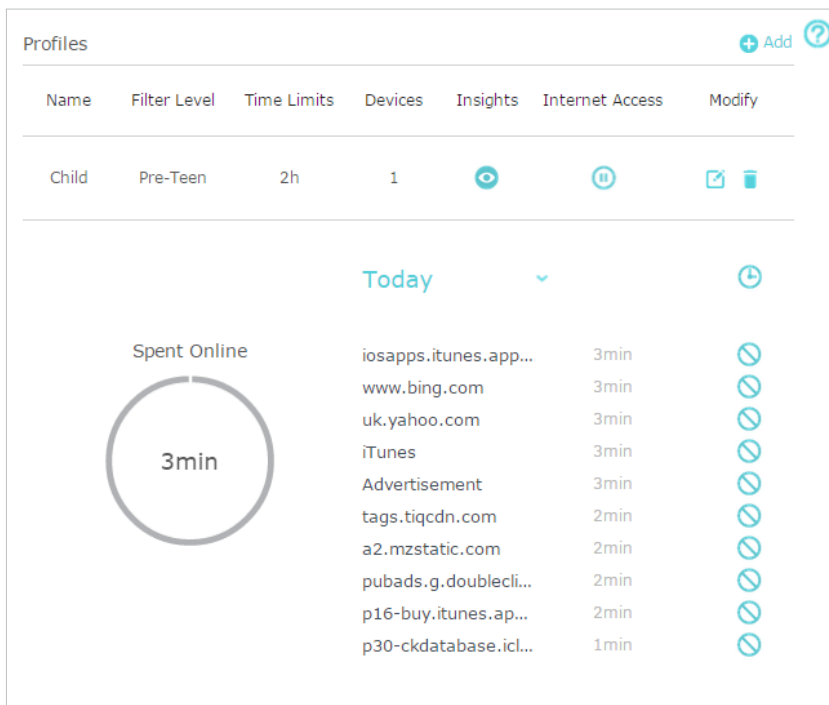 Profiles
Add
Name Filter Level Time Limits Devices Insights Internet Access Modify
Child Pre-Teen 2h 1
Today
Spent Online
3min
iosapps.itunes.app... 3min
www.bing.com 3min
uk.yahoo.com 3min
iTunes 3min
Advertisement 3min
tags.tiqcdn.com 2min
a2.mzstatic.com 2min
pubads.g.doublecli... 2min
p16-buy.itunes.ap... 2min
p30-ckdatabase.icl... 1min